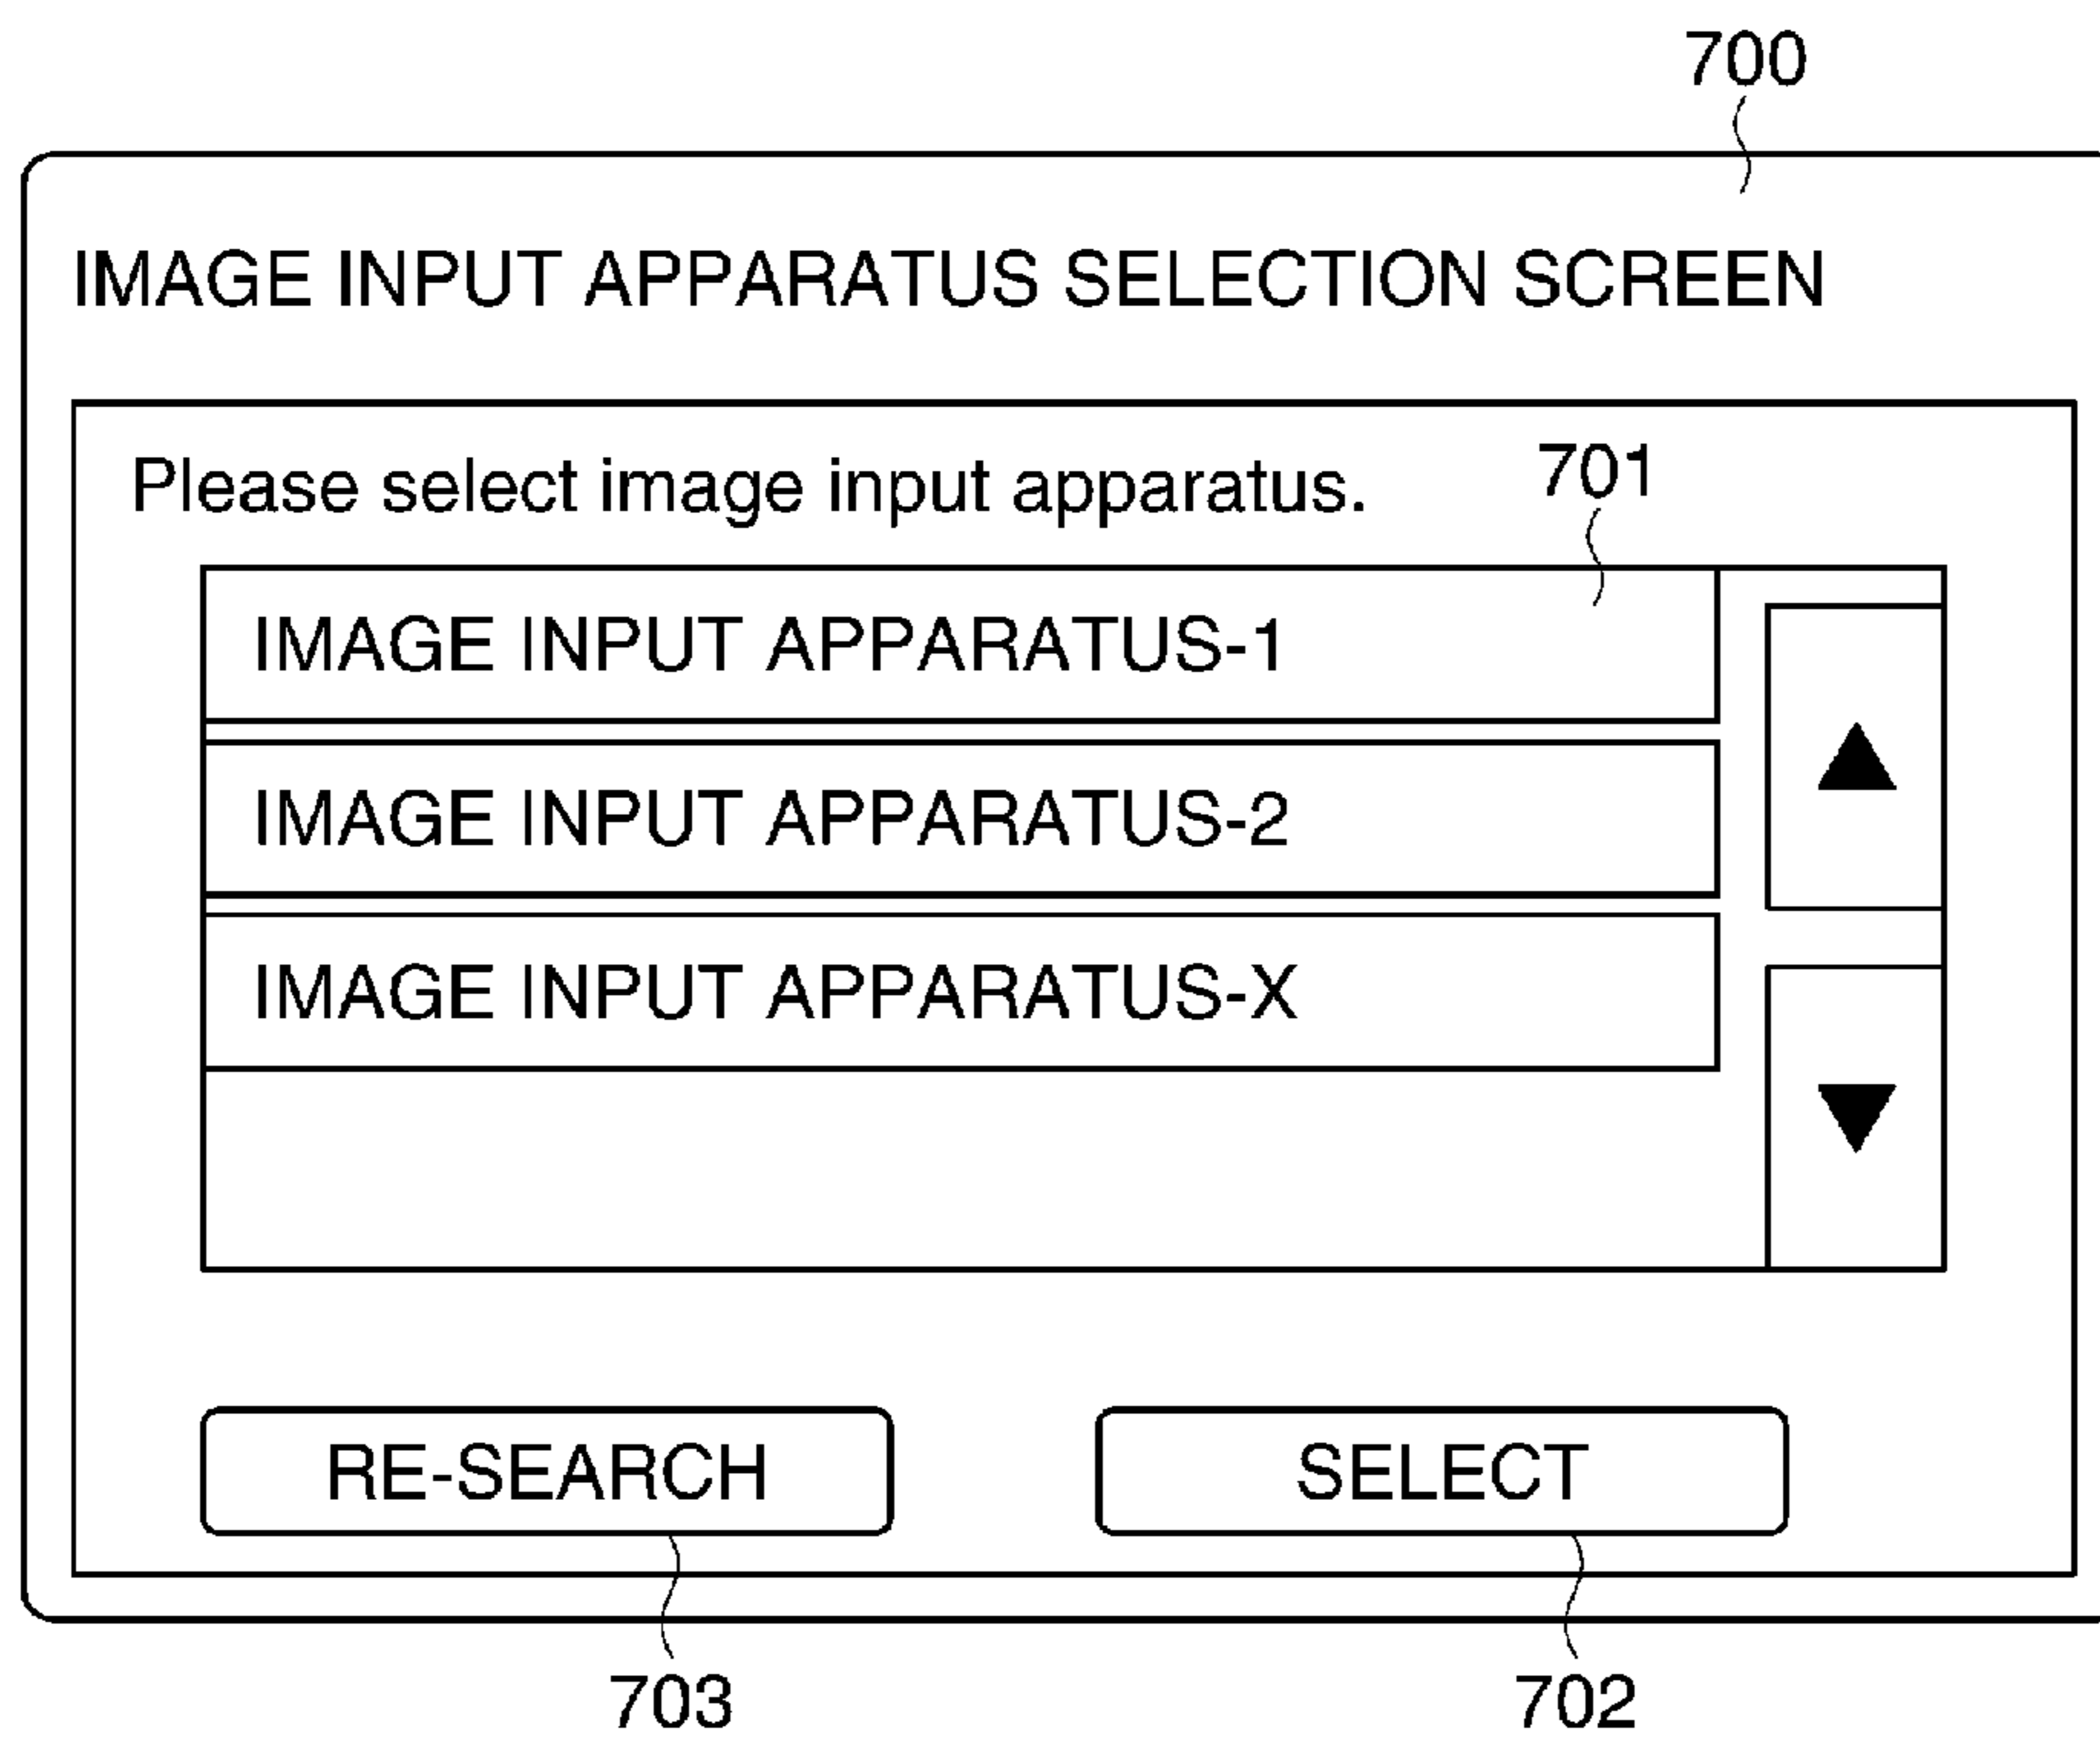 700
IMAGE INPUT APPARATUS SELECTION SCREEN
Please select image input apparatus.
701
IMAGE INPUT APPARATUS-1
IMAGE INPUT APPARATUS-2
IMAGE INPUT APPARATUS-X
RE-SEARCH
SELECT
703
702